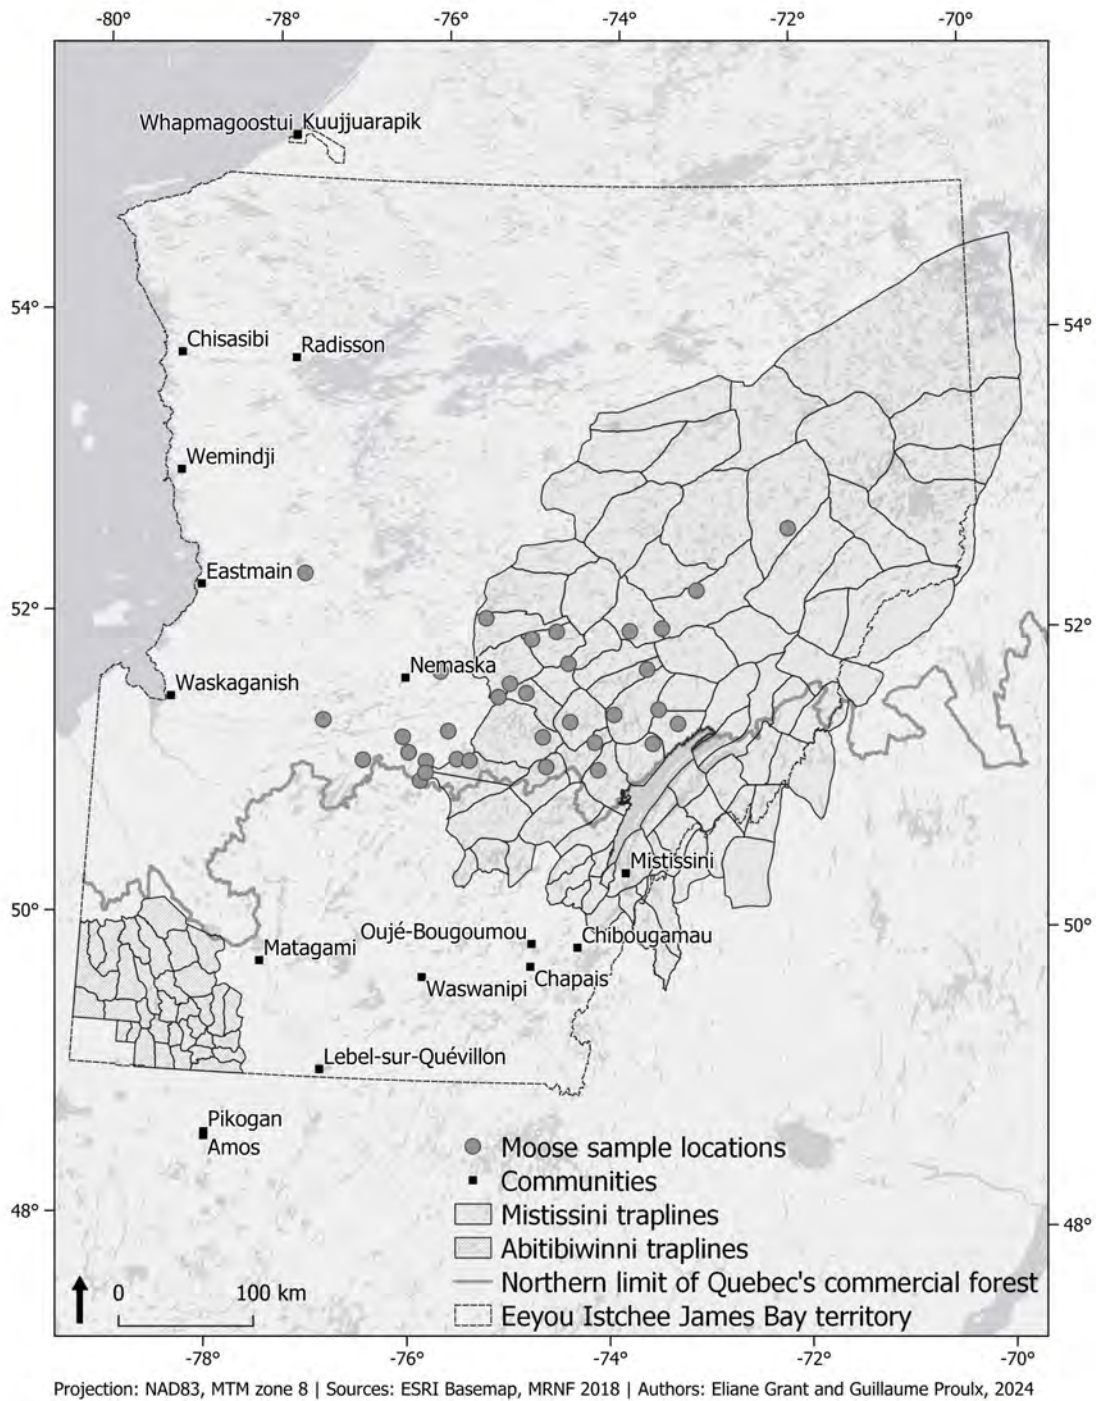 -80° -78° -76° -74° -72° -70°
Whapmagoostui Kuujjuarapik
54° 54°
Chisasibi
Radisson
Wemindji
Eastmain
52° 52°
Nemaska
Waskaganish
Mistissini
50° 50°
Oujé-Bougoumou
Chibougamau
Matagami
Chapais
Waswanipi
Lebel-sur-Quévillon
Pikogan
Amos
Moose sample locations
Communities
48° 48°
Mistissini traplines
Abitibiwinni traplines
Northern limit of Quebec's commercial forest
0 100 km
Eeyou Istchee James Bay territory
-78° -76° -74° -72° -70°
Projection: NAD83, MTM zone 8 | Sources: ESRI Basemap, MRNF 2018 | Authors: Eliane Grant and Guillaume Proulx, 2024